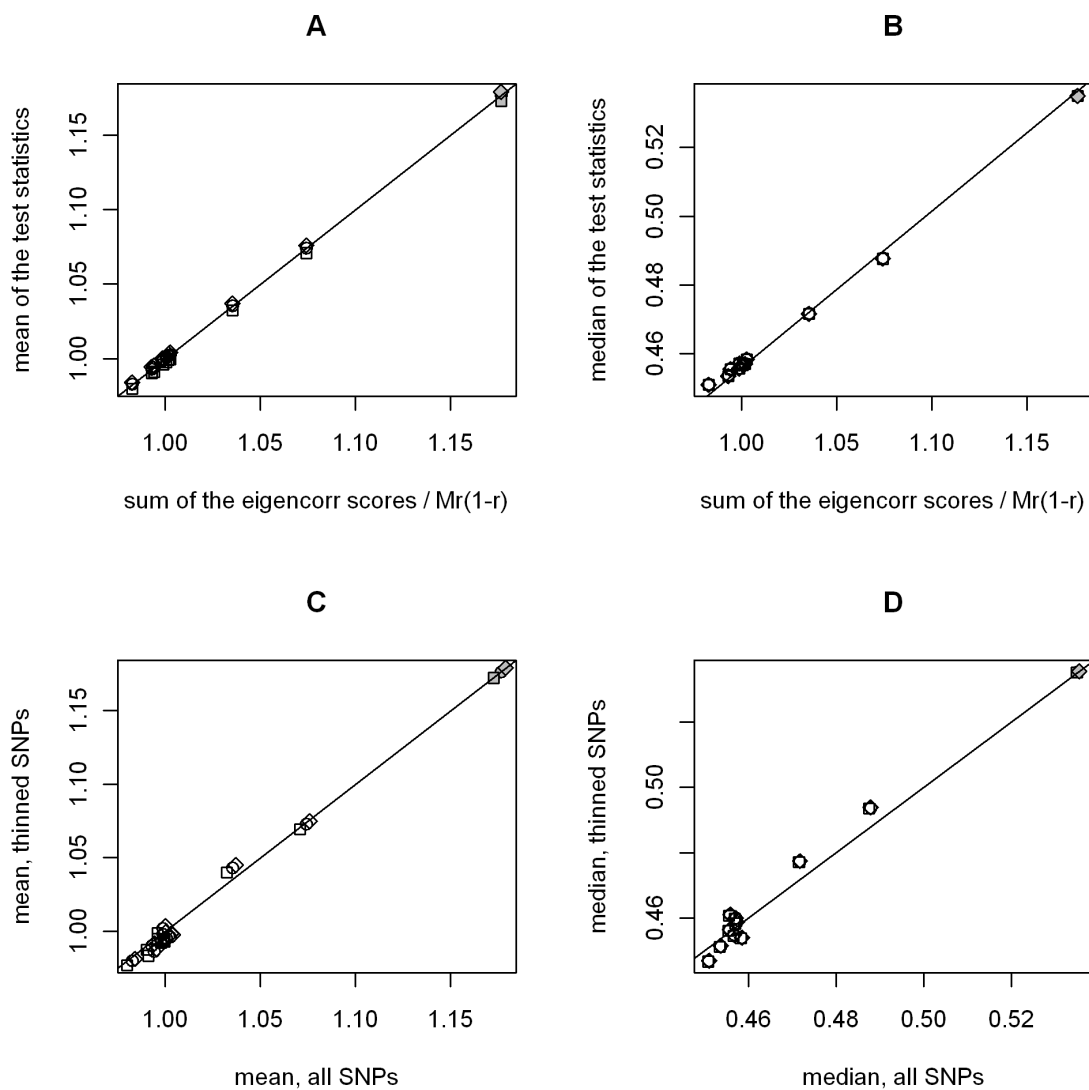 A
mean of the test statistics
1.00 1.05 1.10 1.15
1.00 1.05 1.10 1.15
sum of the eigencorr scores / Mr(1-r)
B
median of the test statistics
0.46 0.48 0.50 0.52
1.00 1.05 1.10 1.15
sum of the eigencorr scores / Mr(1-r)
C
mean, thinned SNPs
1.00 1.05 1.10 1.15
1.00 1.05 1.10 1.15
mean, all SNPs
D
median, thinned SNPs
0.46 0.50
0.46 0.48 0.50 0.52
median, all SNPs